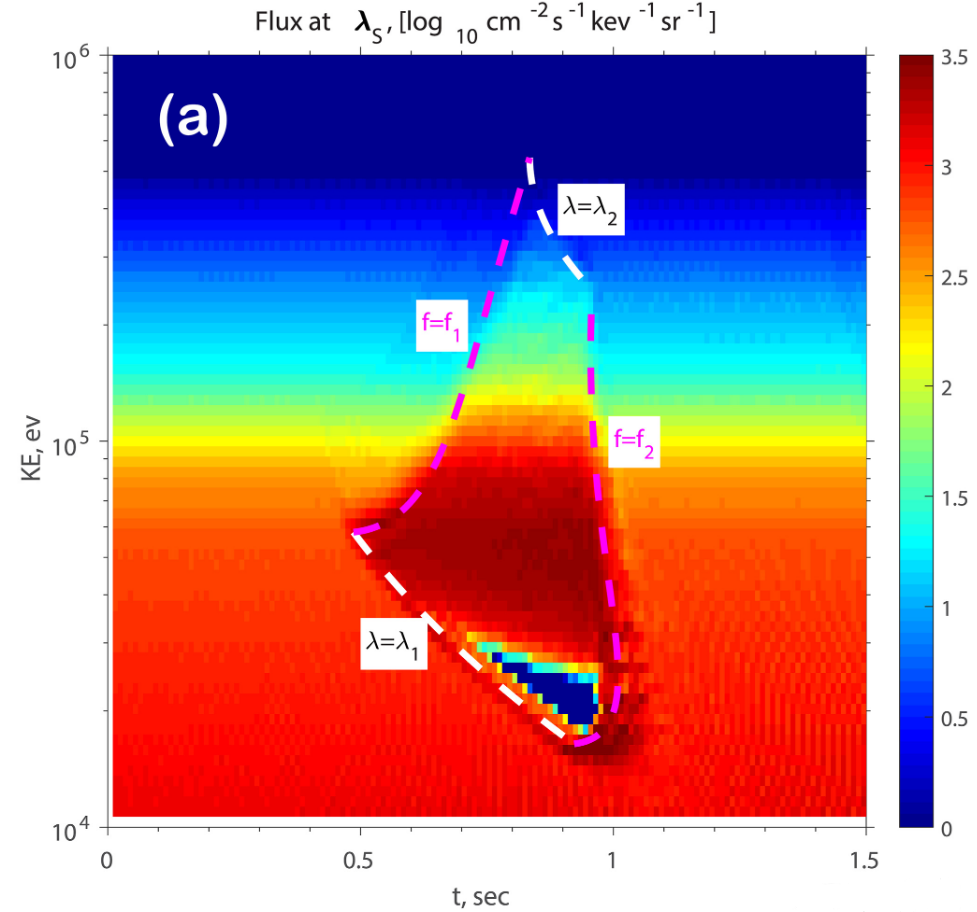 Flux at λS, [log 10 cm -2 s -1 kev -1 sr -1]
(a)
10^6
10^5
10^4
KE, ev
λ=λ2
f=f1
f=f2
λ=λ1
0
0.5
1
1.5
t, sec
3.5
3
2.5
2
1.5
1
0.5
0